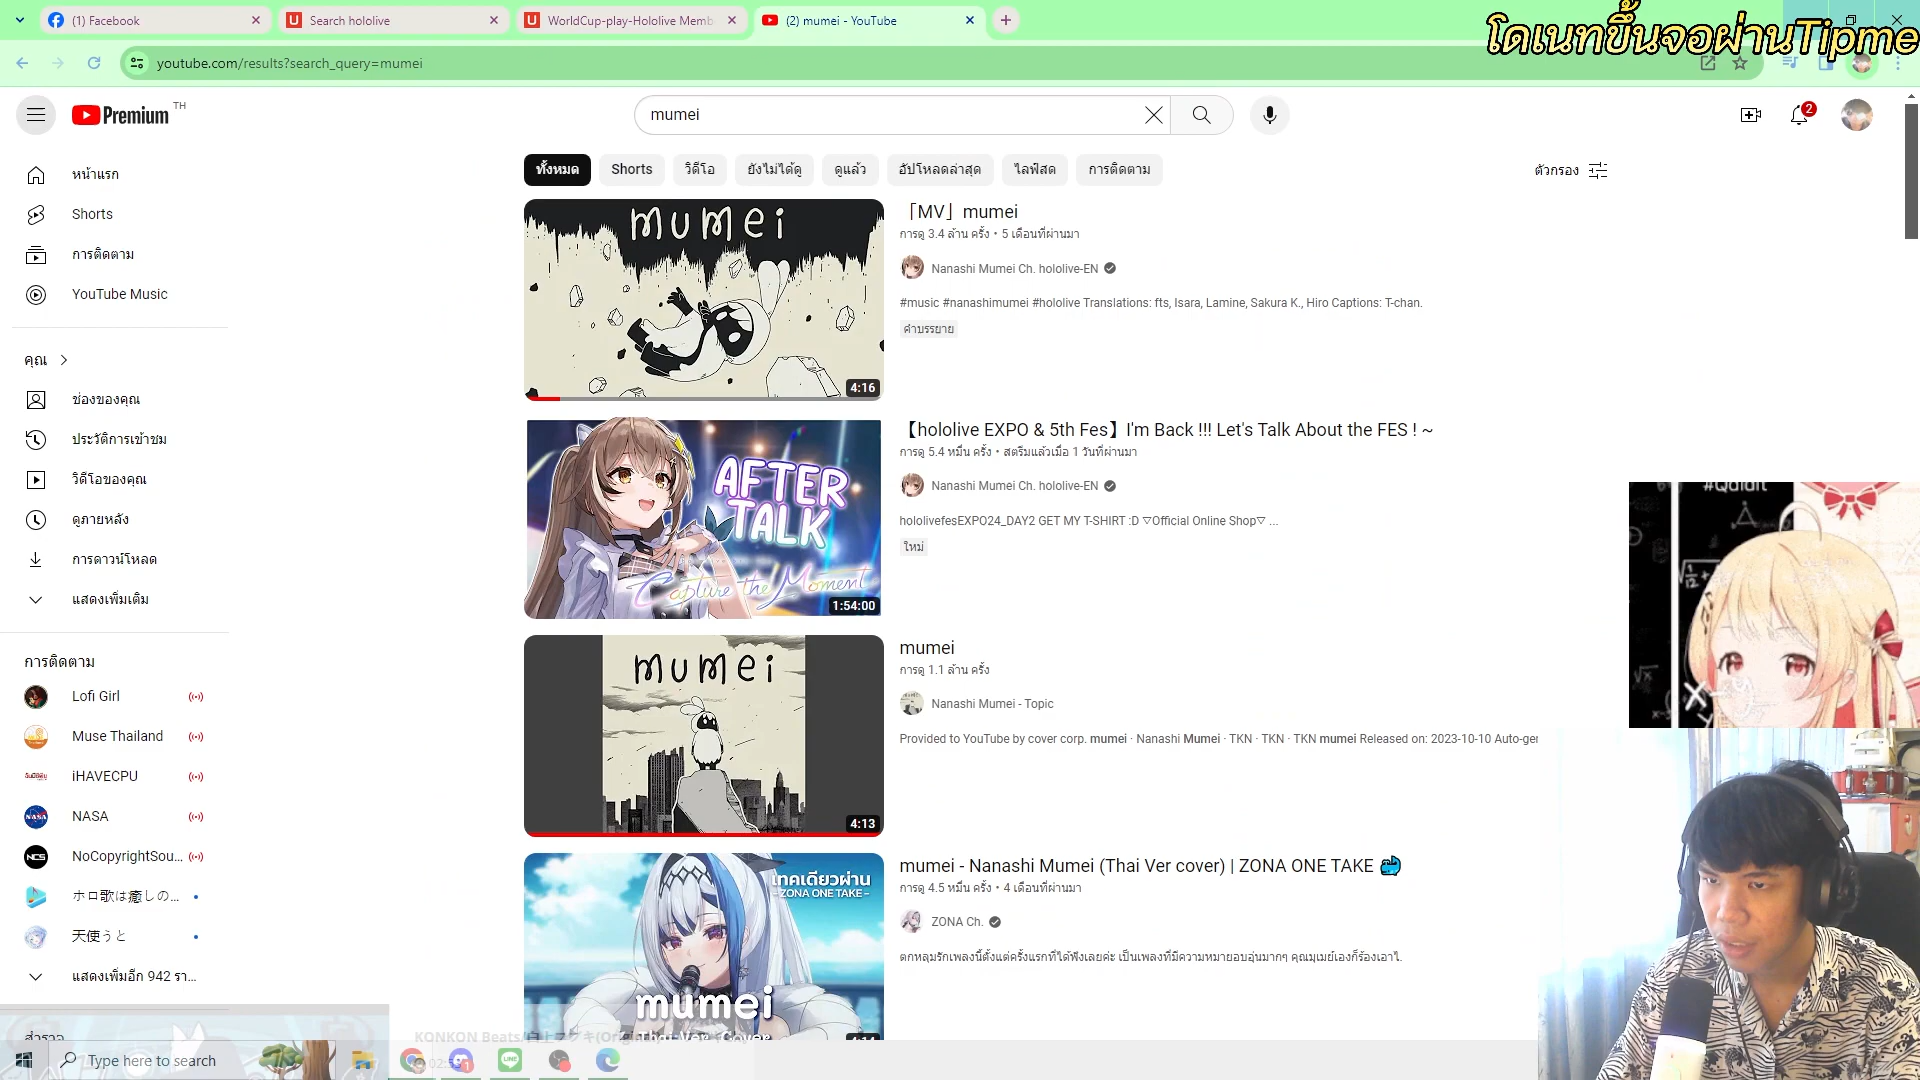 (1) Facebook
Search hololive
WorldCup-play-Hololive Memb
(2) mumei - YouTube
โดเนทขึ้นจอผ่านTipme
youtube.com/results?search_query=mumei
Premium TH
mumei
2
ทั้งหมด
Shorts
วิดีโอ
ยังไม่ได้ดู
ดูแล้ว
อัปโหลดล่าสุด
ไลฟ์สด
การติดตาม
ตัวกรอง
หน้าแรก
Shorts
การติดตาม
YouTube Music
คุณ
ช่องของคุณ
ประวัติการเข้าชม
วิดีโอของคุณ
ดูภายหลัง
การดาวน์โหลด
แสดงเพิ่มเติม
การติดตาม
Lofi Girl
Muse Thailand
iHAVECPU
NASA
NoCopyrightSou...
ホロ歌は癒しの...
天使うと
แสดงเพิ่มอีก 942 รา...
สำรวจ
mumei
4:16
「MV」mumei
การดู 3.4 ล้าน ครั้ง • 5 เดือนที่ผ่านมา
Nanashi Mumei Ch. hololive-EN
#music #nanashimumei #hololive Translations: fts, Isara, Lamine, Sakura K., Hiro Captions: T-chan.
คำบรรยาย
AFTER
TALK
Capture the Moment
1:54:00
【hololive EXPO & 5th Fes】I'm Back !!! Let's Talk About the FES ! ~
การดู 5.4 หมื่น ครั้ง • สตรีมแล้วเมื่อ 1 วันที่ผ่านมา
Nanashi Mumei Ch. hololive-EN
hololivefesEXPO24_DAY2 GET MY T-SHIRT :D ▽Official Online Shop▽ ...
ใหม่
mumei
4:13
mumei
การดู 1.1 ล้าน ครั้ง
Nanashi Mumei - Topic
Provided to YouTube by cover corp. mumei · Nanashi Mumei · TKN · TKN · TKN mumei Released on: 2023-10-10 Auto-ger
เทคเดียวผ่าน
- ZONA ONE TAKE -
mumei
Thai Ver. Cover
mumei - Nanashi Mumei (Thai Ver cover) | ZONA ONE TAKE
การดู 4.5 หมื่น ครั้ง • 4 เดือนที่ผ่านมา
ZONA Ch.
ตกหลุมรักเพลงนี้ตั้งแต่ครั้งแรกที่ได้ฟังเลยค่ะ เป็นเพลงที่มีความหมายอบอุ่นมากๆ คุณมุเมย์เองก็ร้องเอาไ.
KONKON Beats/
Type here to search